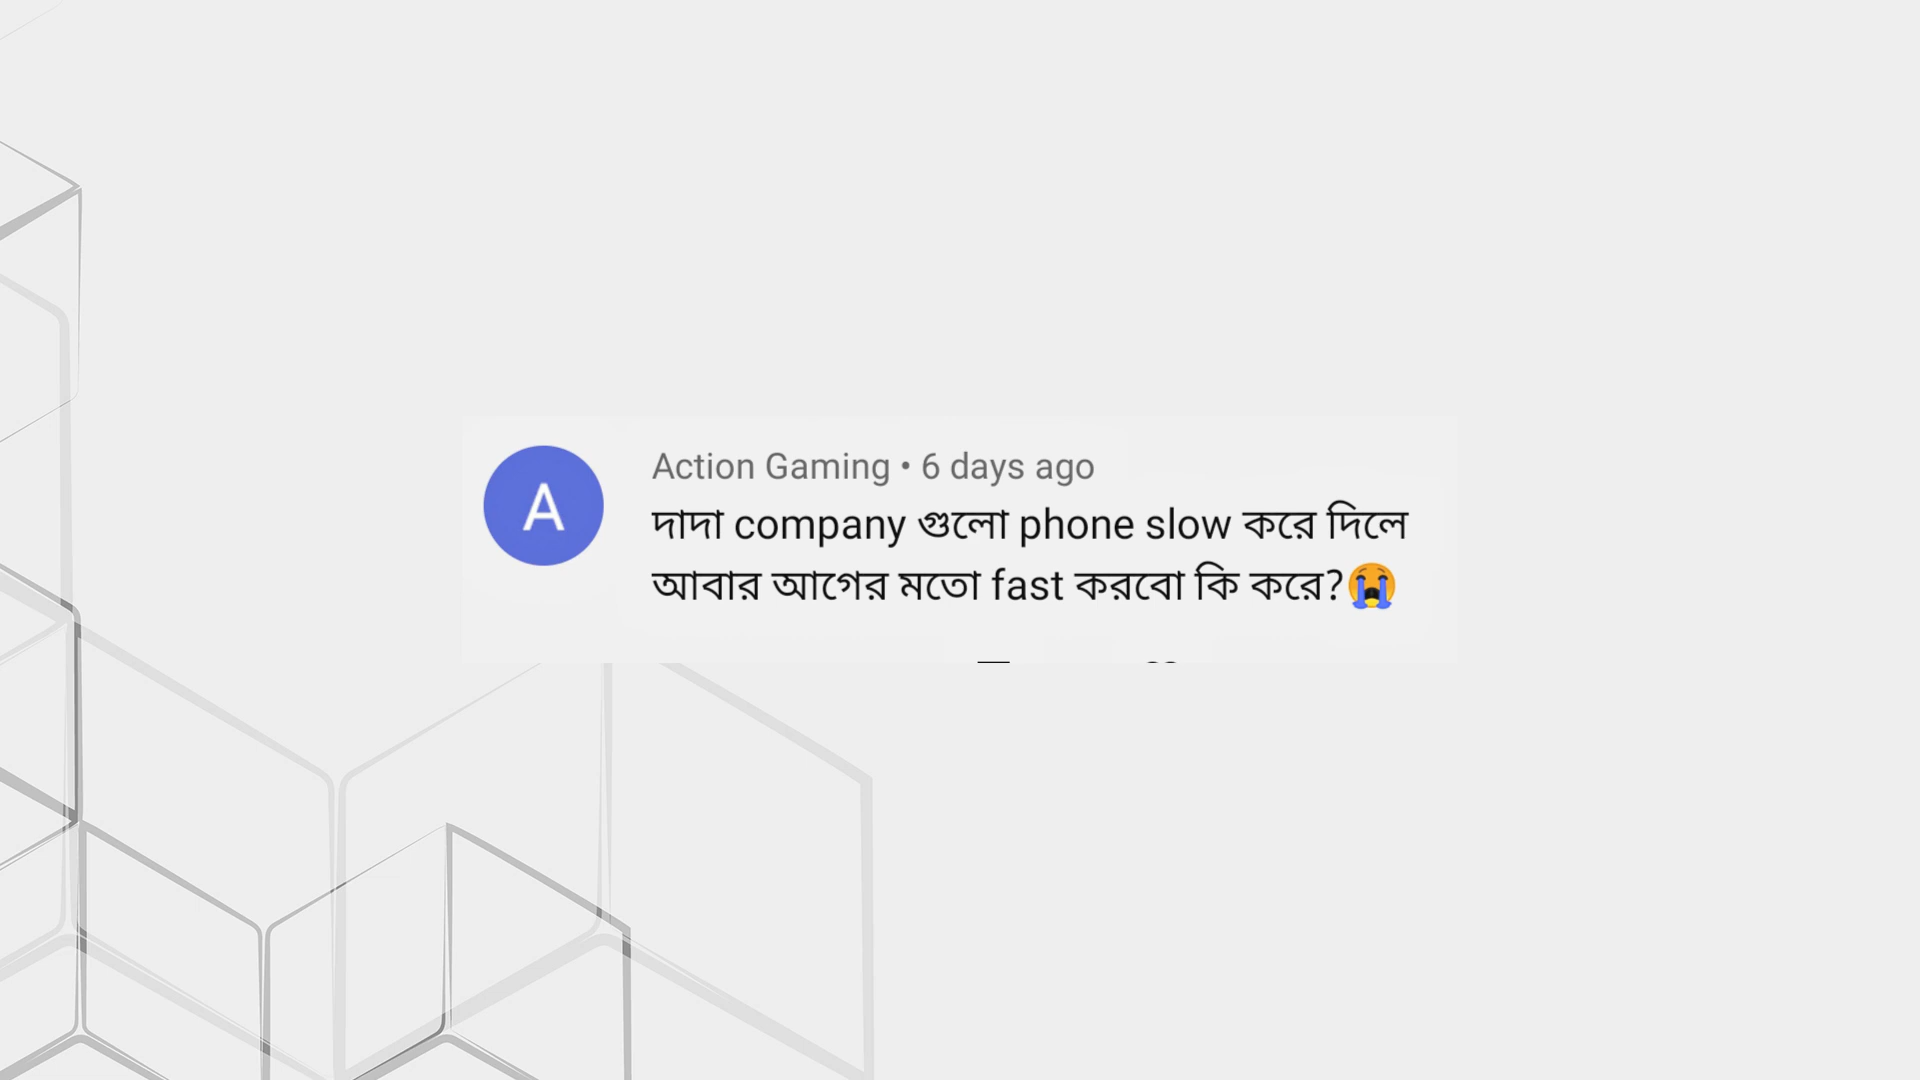 A
Action Gaming • 6 days ago
দাদা company গুলো phone slow করে দিলে
আবার আগের মতো fast করবো কি করে?😭